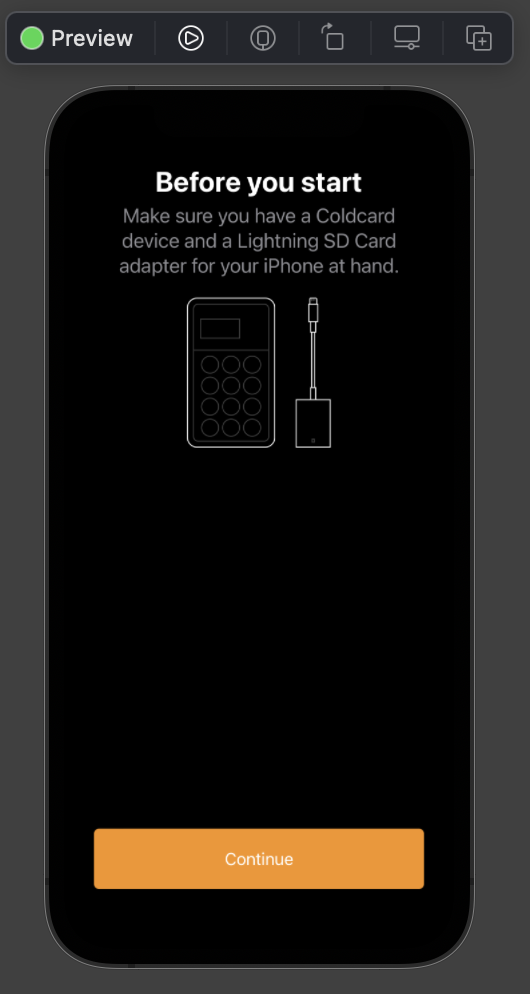 Preview
Before you start
Make sure you have a Coldcard
device and a Lightning SD Card
adapter for your iPhone at hand.
Continue